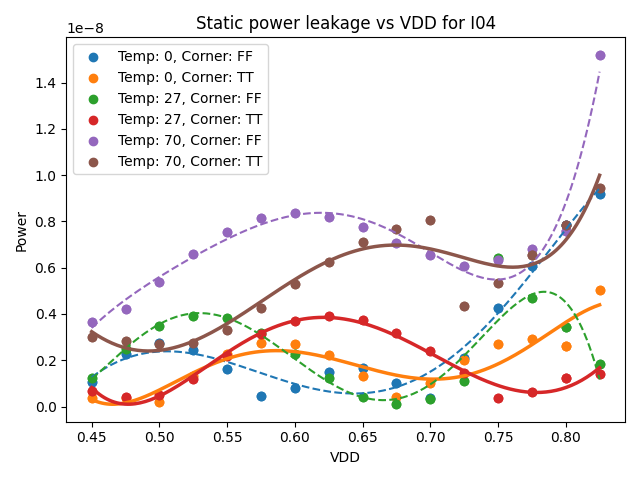 Static power leakage vs VDD for I04
1e−8
Temp: 0, Corner: FF
Temp: 0, Corner: TT
Temp: 27, Corner: FF
Temp: 27, Corner: TT
Temp: 70, Corner: FF
Temp: 70, Corner: TT
1.4
1.2
1.0
0.8
0.6
0.4
0.2
0.0
Power
0.45 0.50 0.55 0.60 0.65 0.70 0.75 0.80
VDD